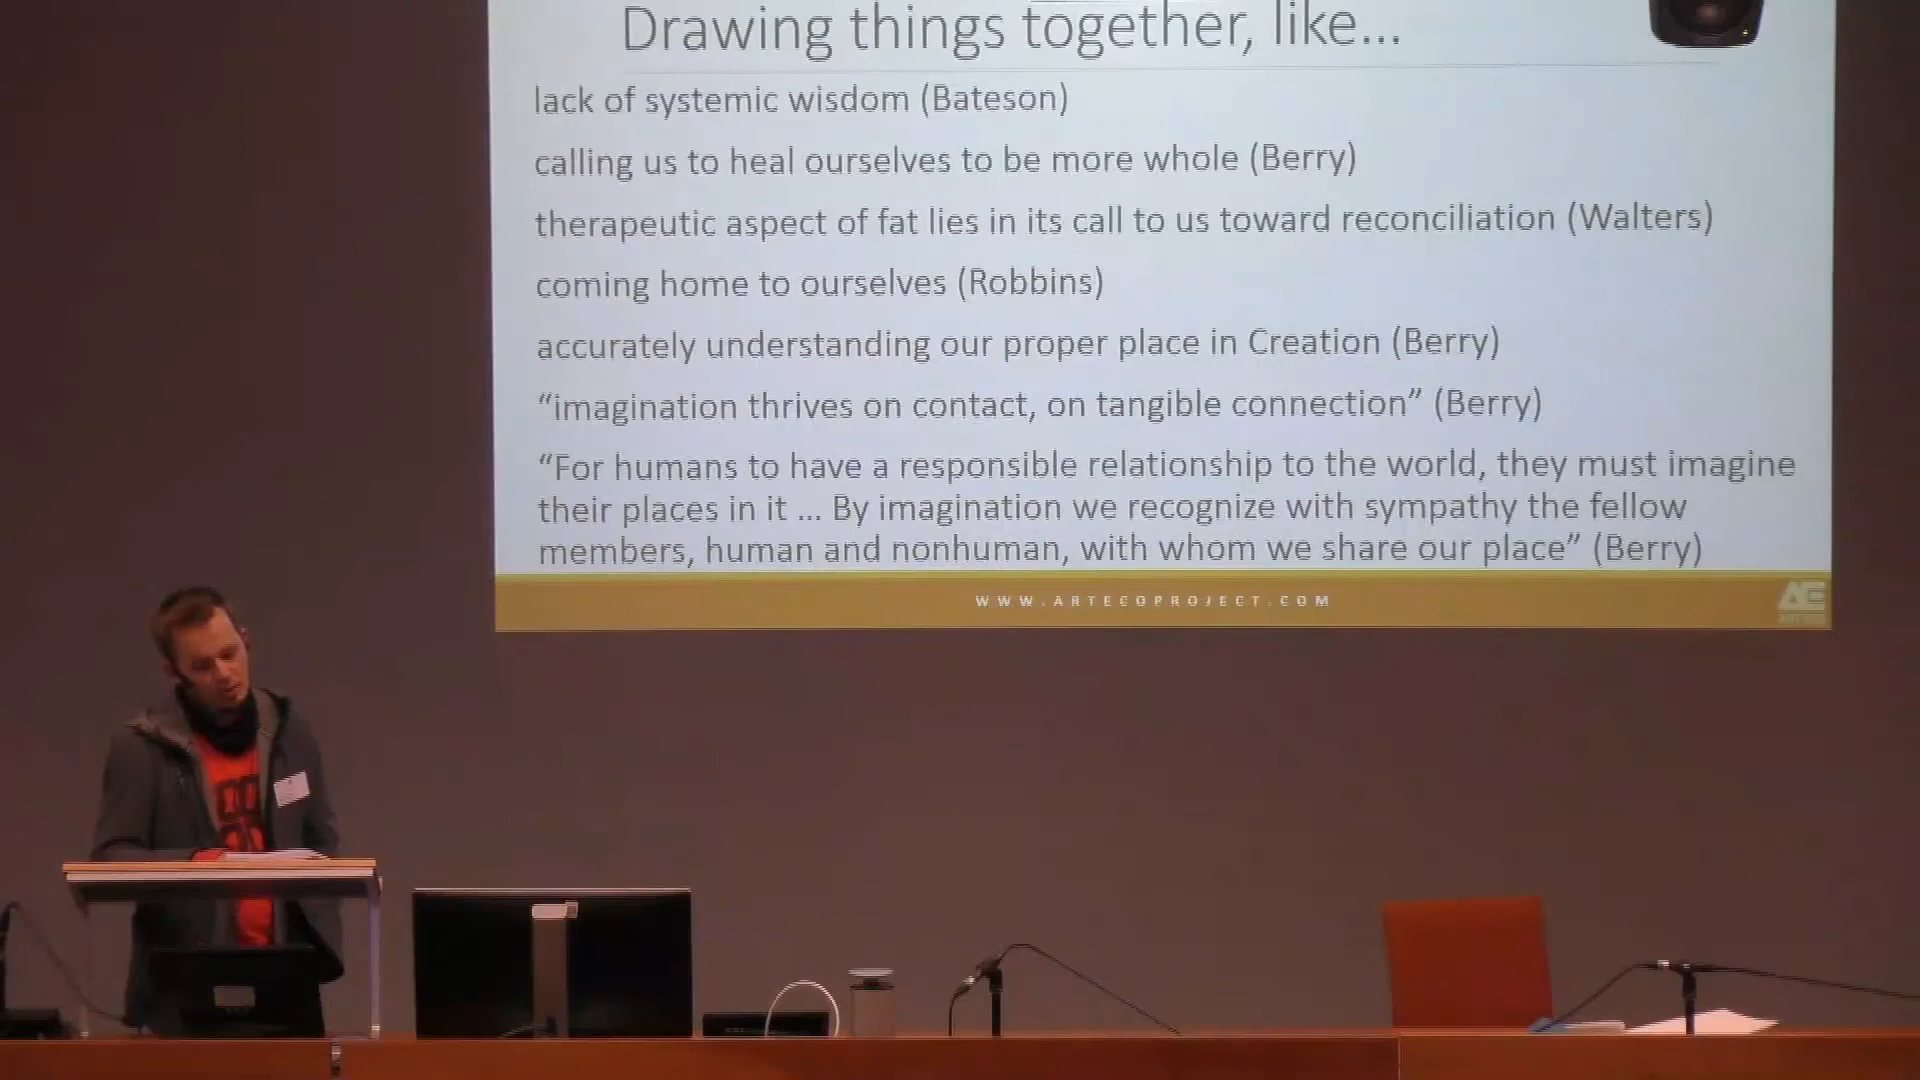 Drawing things together, like...
lack of systemic wisdom (Bateson)
calling us to heal ourselves to be more whole (Berry)
therapeutic aspect of fat lies in its call to us toward reconciliation (Walters)
coming home to ourselves (Robbins)
accurately understanding our proper place in Creation (Berry)
“imagination thrives on contact, on tangible connection” (Berry)
“For humans to have a responsible relationship to the world, they must imagine
their places in it ... By imagination we recognize with sympathy the fellow
members, human and nonhuman, with whom we share our place” (Berry)
WWW.ARTECOPROJECT.COM